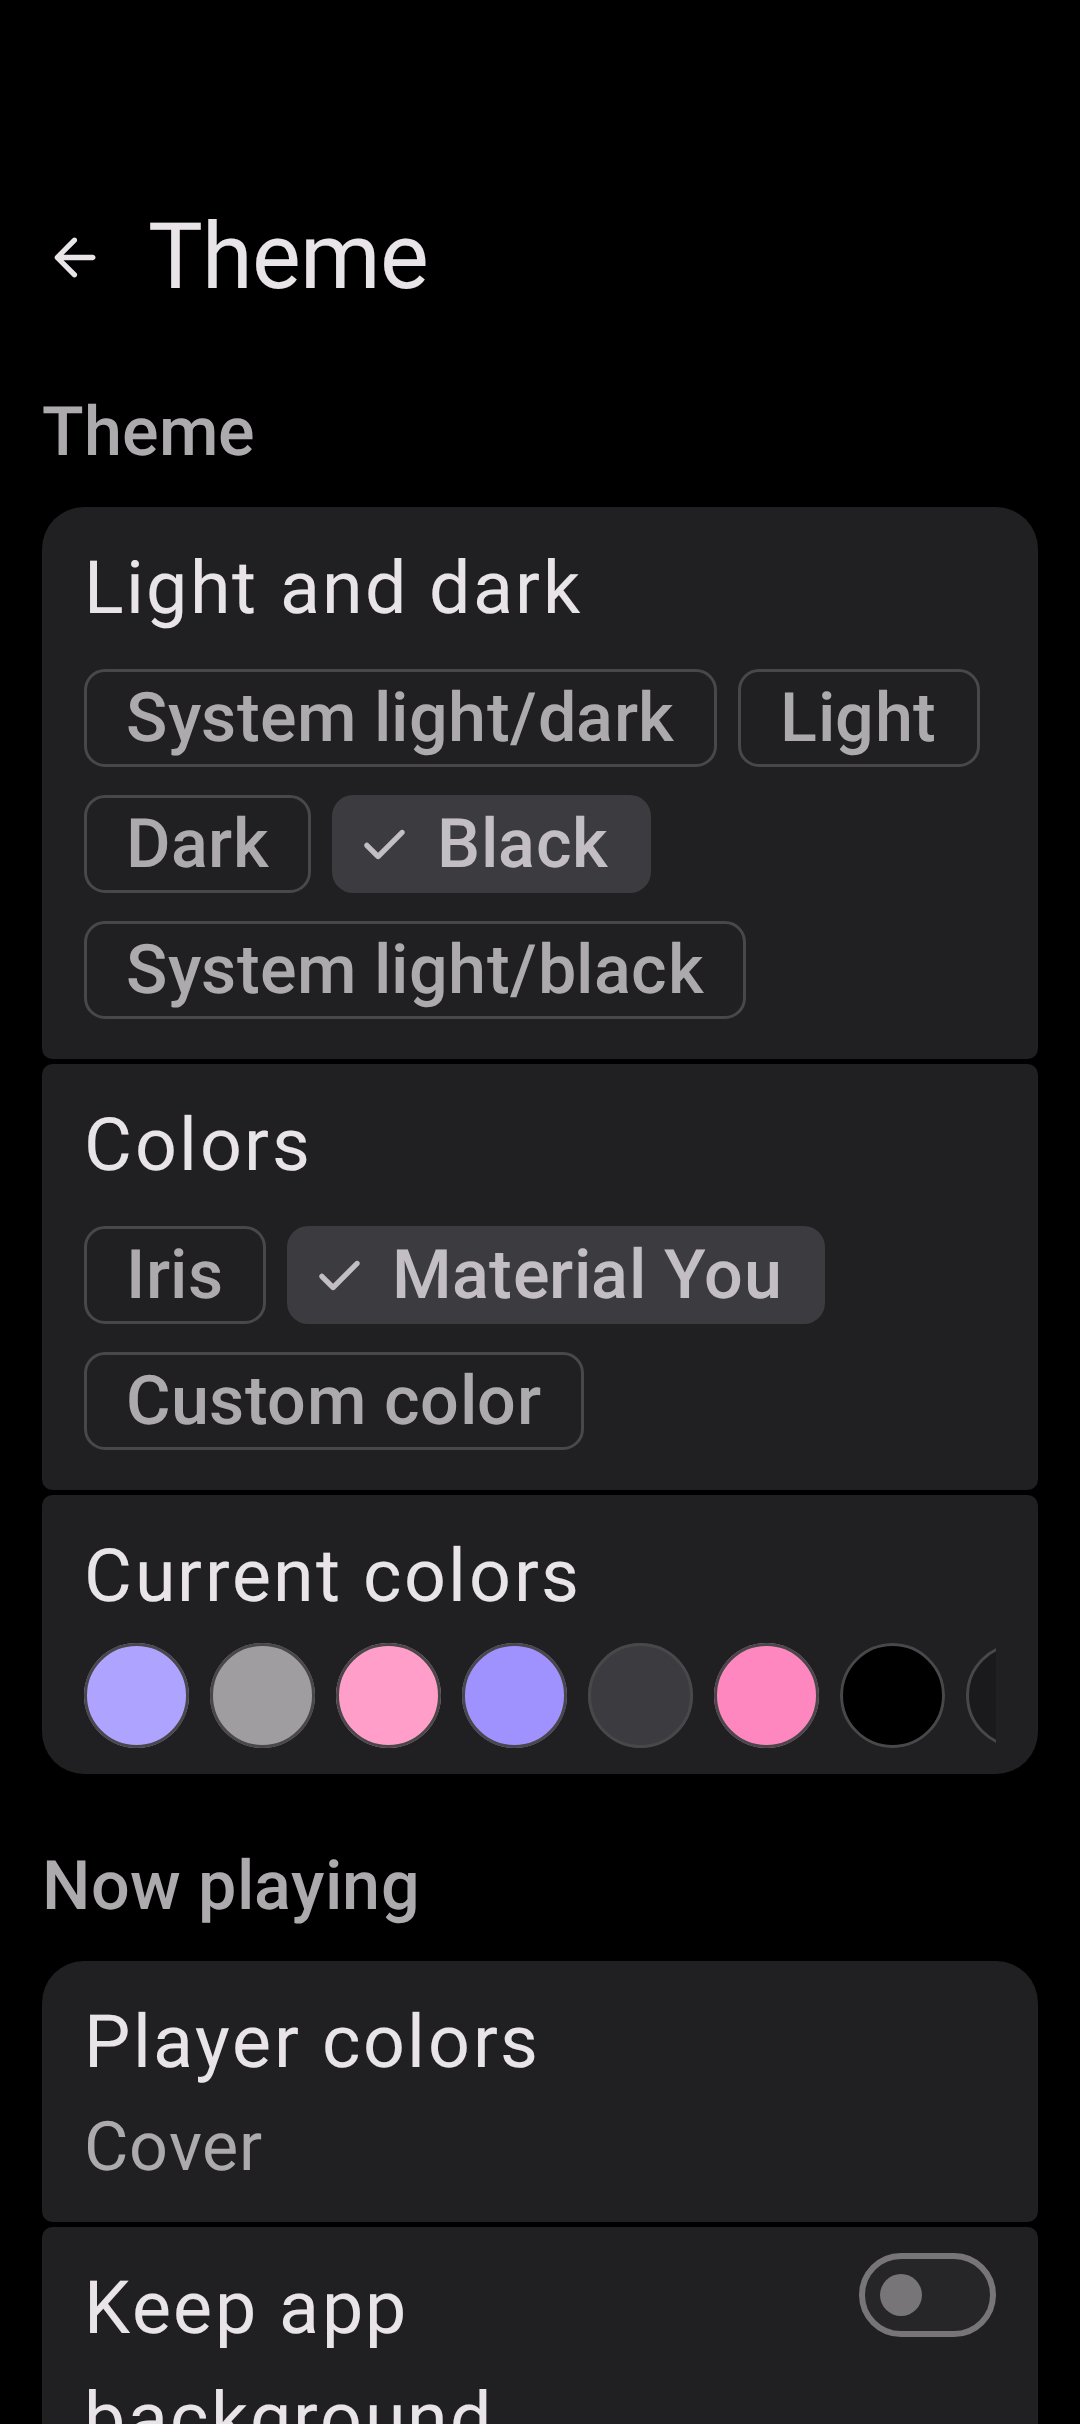 Theme
Theme
Light and dark
System light/dark
Light
Dark
Black
System light/black
Colors
Iris
Material You
Custom color
Current colors
Now playing
Player colors
Cover
Keep app
background